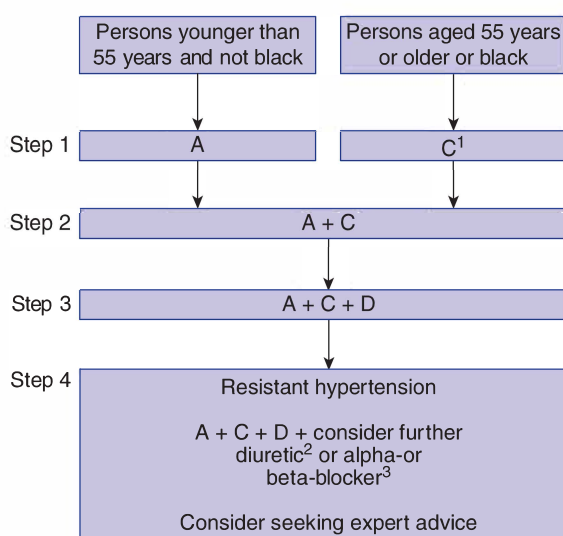 Persons younger than
55 years and not black
Persons aged 55 years
or older or black
Step 1
A
C¹
Step 2
A + C
Step 3
A + C + D
Step 4
Resistant hypertension
A + C + D + consider further
diuretic² or alpha-or
beta-blocker³
Consider seeking expert advice